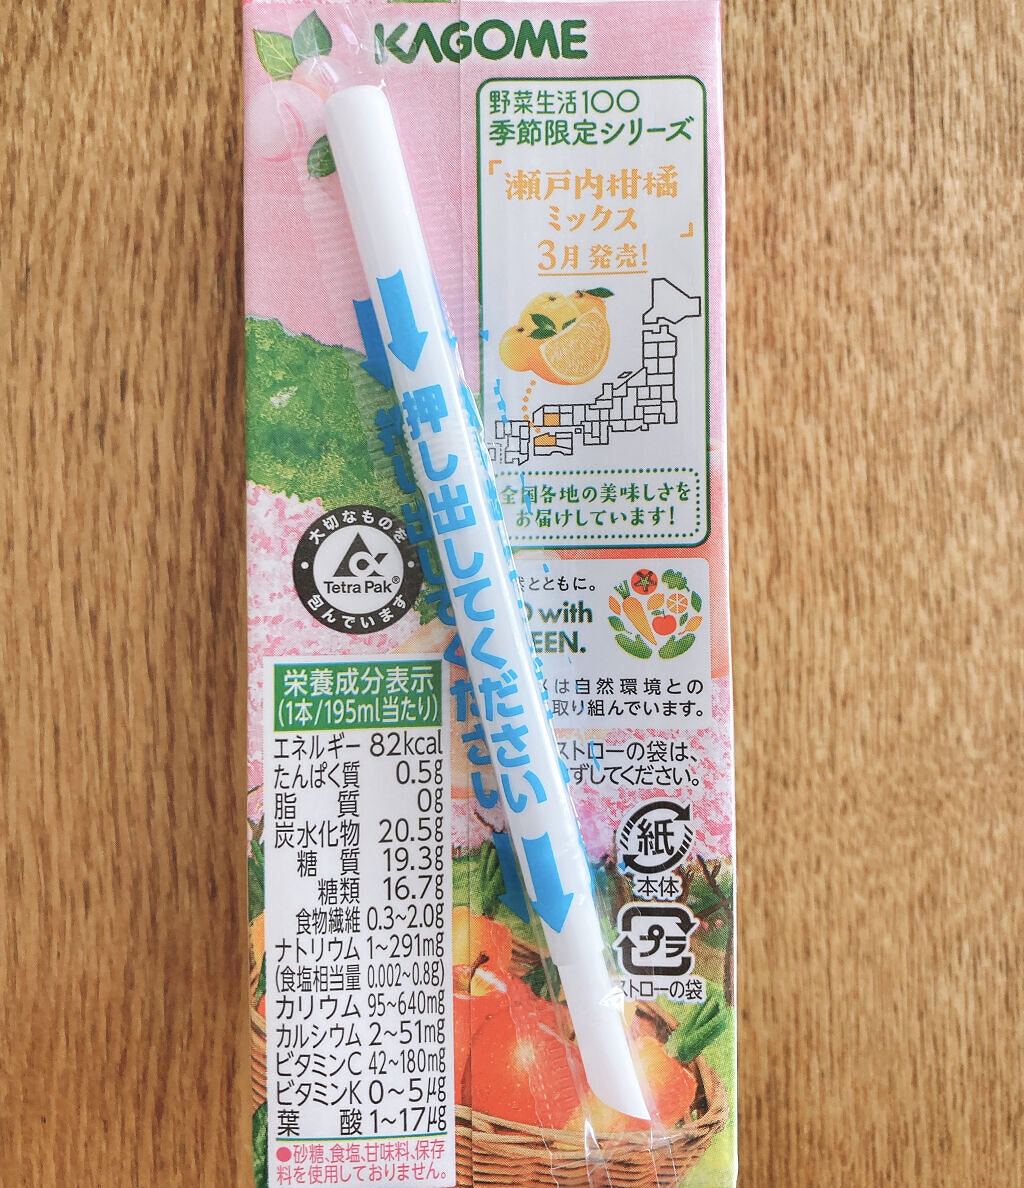 KAGOME
野菜生活100
季節限定シリーズ
「瀬戸内柑橘
ミックス」
3月発売!
全国各地の美味しさを
お届けしています!
押し出してください
大切なものを
Tetra Pak®
包んでいます
とともに。
with
EEN.
は自然環境との
取り組んでいます。
ストローの袋は、
ずしてください。
紙
本体
プラ
ストローの袋
栄養成分表示
(1本/195ml当たり)
エネルギー 82kcal
たんぱく質 0.5g
脂質 0g
炭水化物 20.5g
糖質 19.3g
糖類 16.7g
食物繊維 0.3~2.0g
ナトリウム 1~291mg
(食塩相当量 0.002~0.8g)
カリウム 95~640mg
カルシウム 2~51mg
ビタミンC 42~180mg
ビタミンK 0~5μg
葉酸 1~17μg
●砂糖、食塩、甘味料、保存
料を使用しておりません。